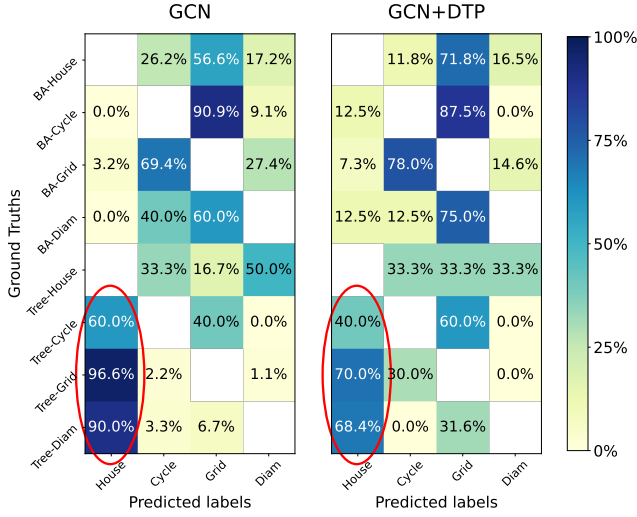 GCN
GCN+DTP
Ground Truths
BA-House
26.2% 56.6% 17.2%
11.8% 71.8% 16.5%
BA-Cycle
0.0% 90.9% 9.1%
12.5% 87.5% 0.0%
BA-Grid
3.2% 69.4% 27.4%
7.3% 78.0% 14.6%
BA-Diam
0.0% 40.0% 60.0%
12.5% 12.5% 75.0%
Tree-House
33.3% 16.7% 50.0%
33.3% 33.3% 33.3%
Tree-Cycle
60.0% 40.0% 0.0%
40.0% 60.0% 0.0%
Tree-Grid
96.6% 2.2% 1.1%
70.0% 30.0% 0.0%
Tree-Diam
90.0% 3.3% 6.7%
68.4% 0.0% 31.6%
House Cycle Grid Diam
House Cycle Grid Diam
Predicted labels
Predicted labels
100%
75%
50%
25%
0%